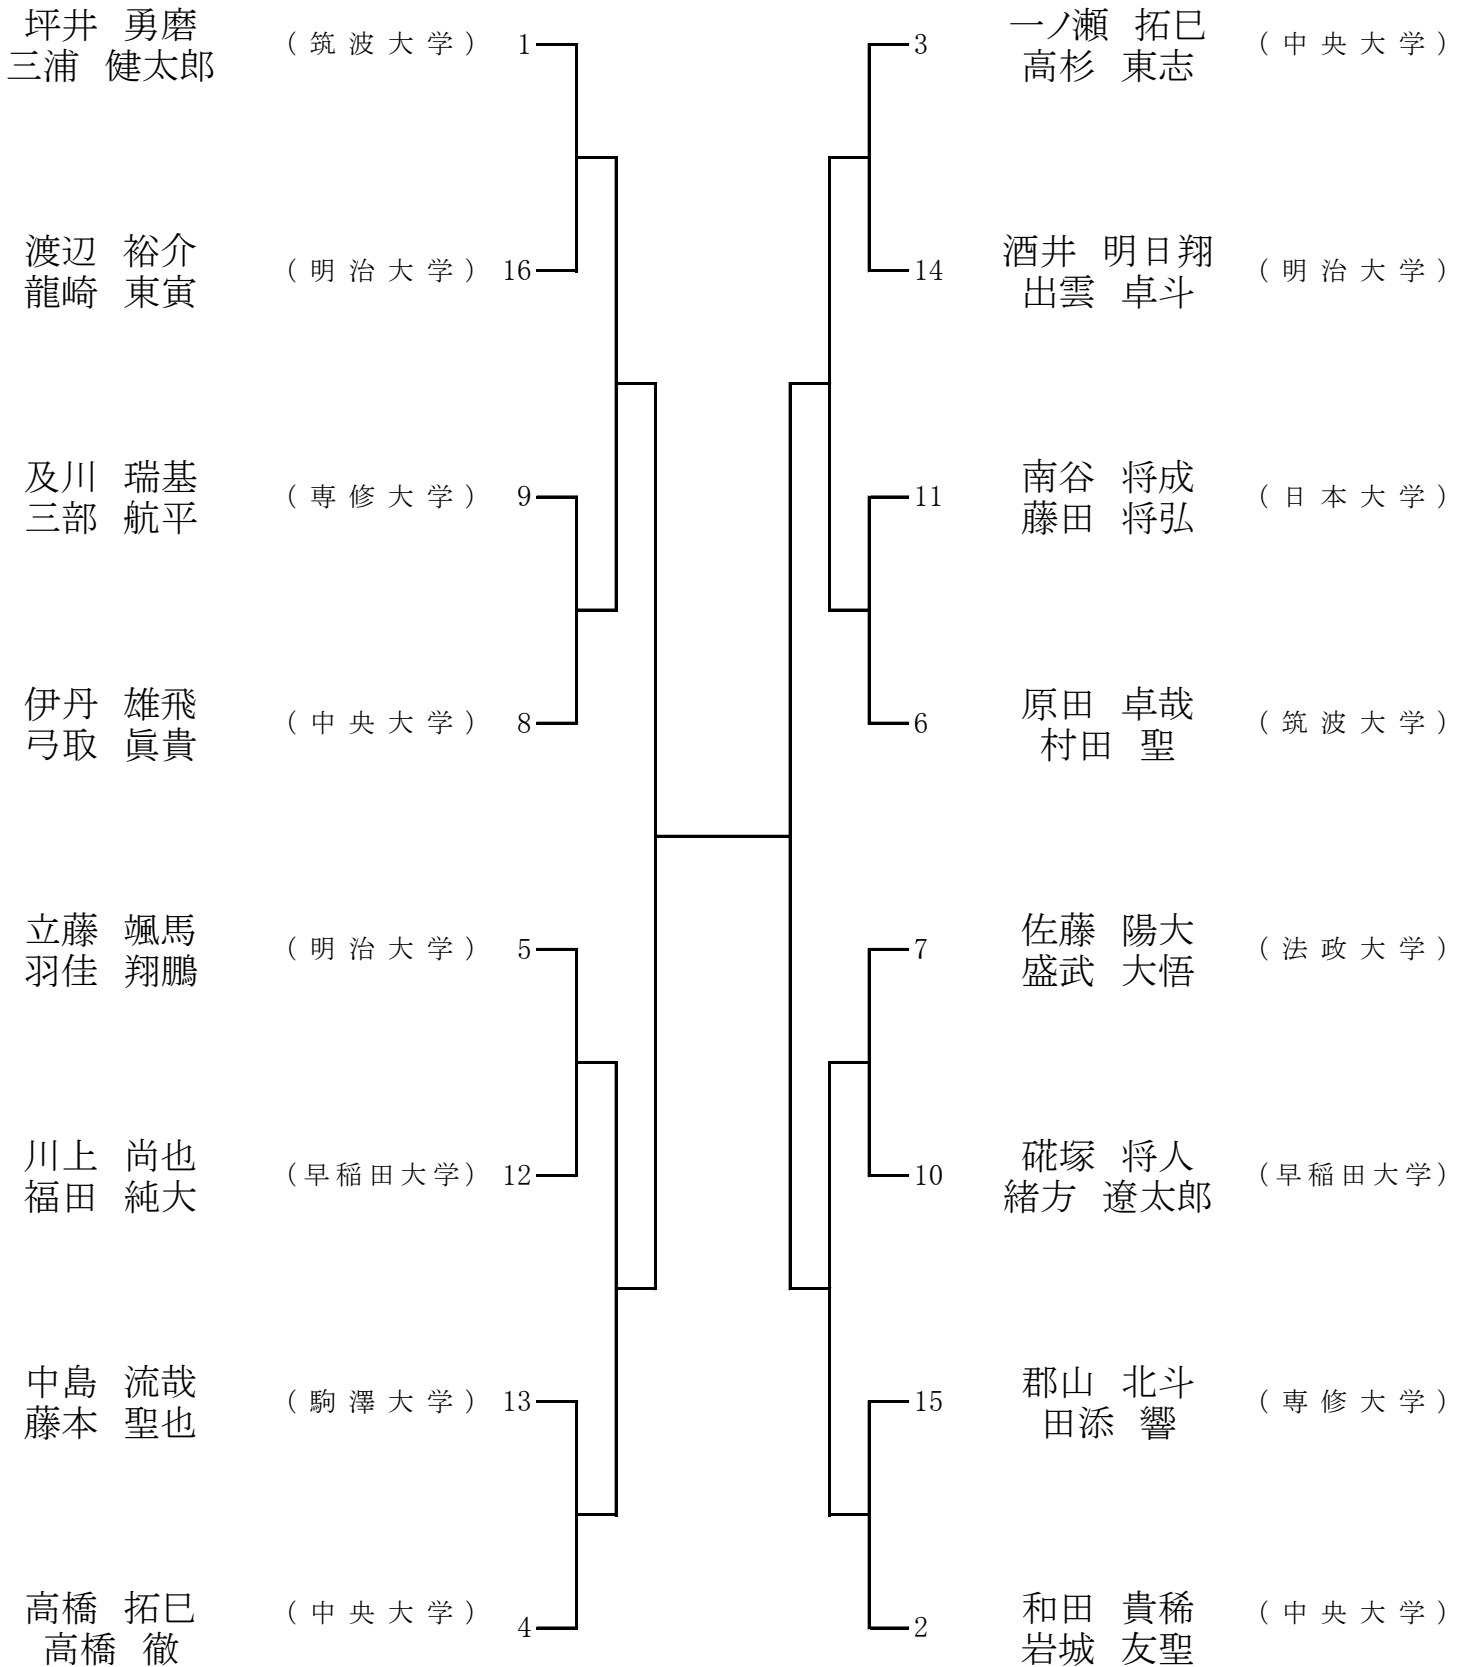 坪井 勇磨
三浦 健太郎
(筑波大学) 1
渡辺 裕介
龍崎 東寅
(明治大学) 16
及川 瑞基
三部 航平
(専修大学) 9
伊丹 雄飛
弓取 眞貴
(中央大学) 8
立藤 颯馬
羽佳 翔鵬
(明治大学) 5
川上 尚也
福田 純大
(早稲田大学) 12
中島 流哉
藤本 聖也
(駒澤大学) 13
高橋 拓巳
高橋 徹
(中央大学) 4
3
一ノ瀬 拓巳
高杉 東志
(中央大学)
14
酒井 明日翔
出雲 卓斗
(明治大学)
11
南谷 将成
藤田 将弘
(日本大学)
6
原田 卓哉
村田 聖
(筑波大学)
7
佐藤 陽大
盛武 大悟
(法政大学)
10
硴塚 将人
緒方 遼太郎
(早稲田大学)
15
郡山 北斗
田添 響
(専修大学)
2
和田 貴稀
岩城 友聖
(中央大学)